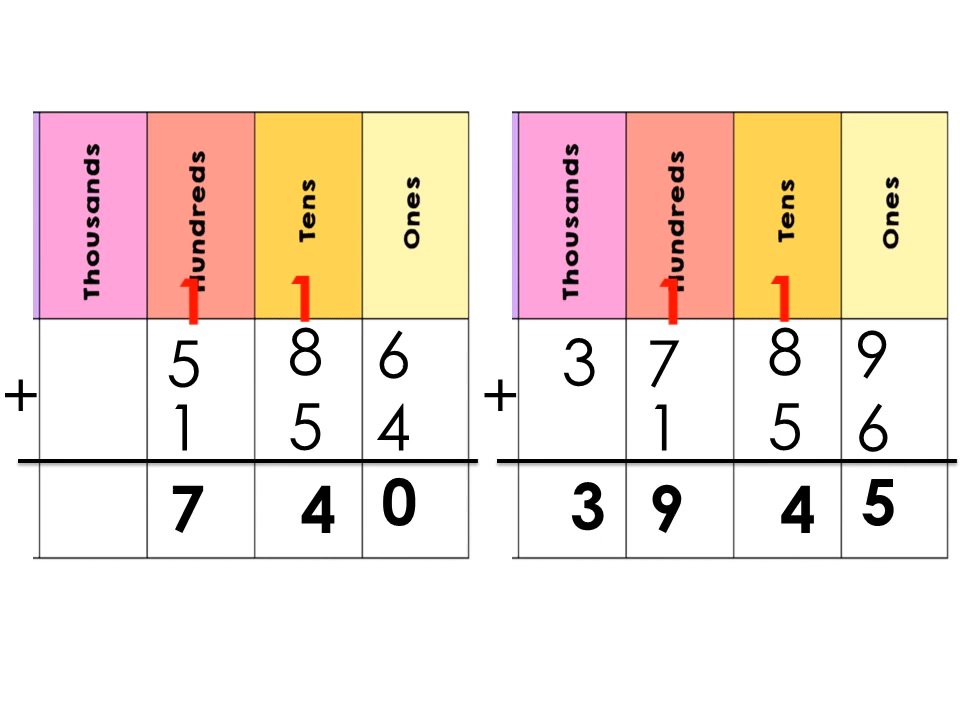 Thousands Hundreds Tens Ones
1 1
5 8 6
+ 1 5 4
7 4 0
Thousands Hundreds Tens Ones
1 1
3 7 8 9
+ 1 5 6
3 9 4 5